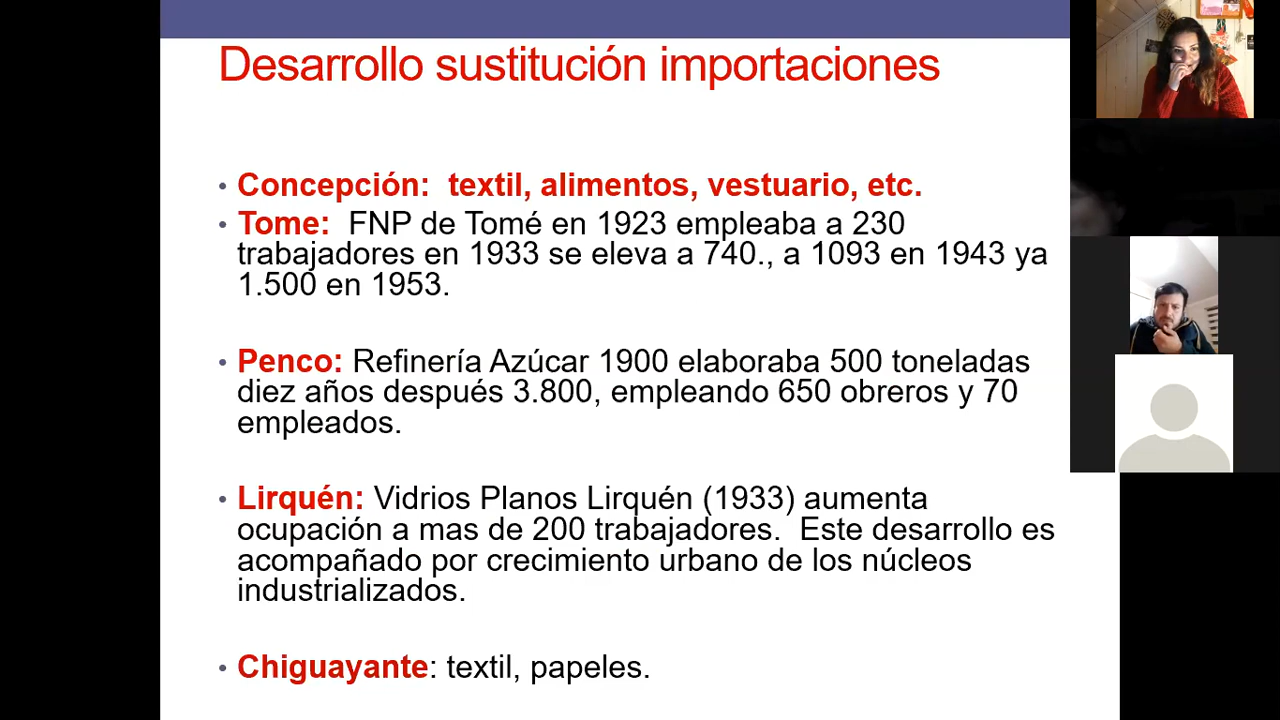 Desarrollo sustitución importaciones
• Concepción:  textil, alimentos, vestuario, etc.
• Tome:  FNP de Tomé en 1923 empleaba a 230
trabajadores en 1933 se eleva a 740., a 1093 en 1943 ya
1.500 en 1953.
• Penco: Refinería Azúcar 1900 elaboraba 500 toneladas
diez años después 3.800, empleando 650 obreros y 70
empleados.
• Lirquén: Vidrios Planos Lirquén (1933) aumenta
ocupación a mas de 200 trabajadores.  Este desarrollo es
acompañado por crecimiento urbano de los núcleos
industrializados.
• Chiguayante: textil, papeles.